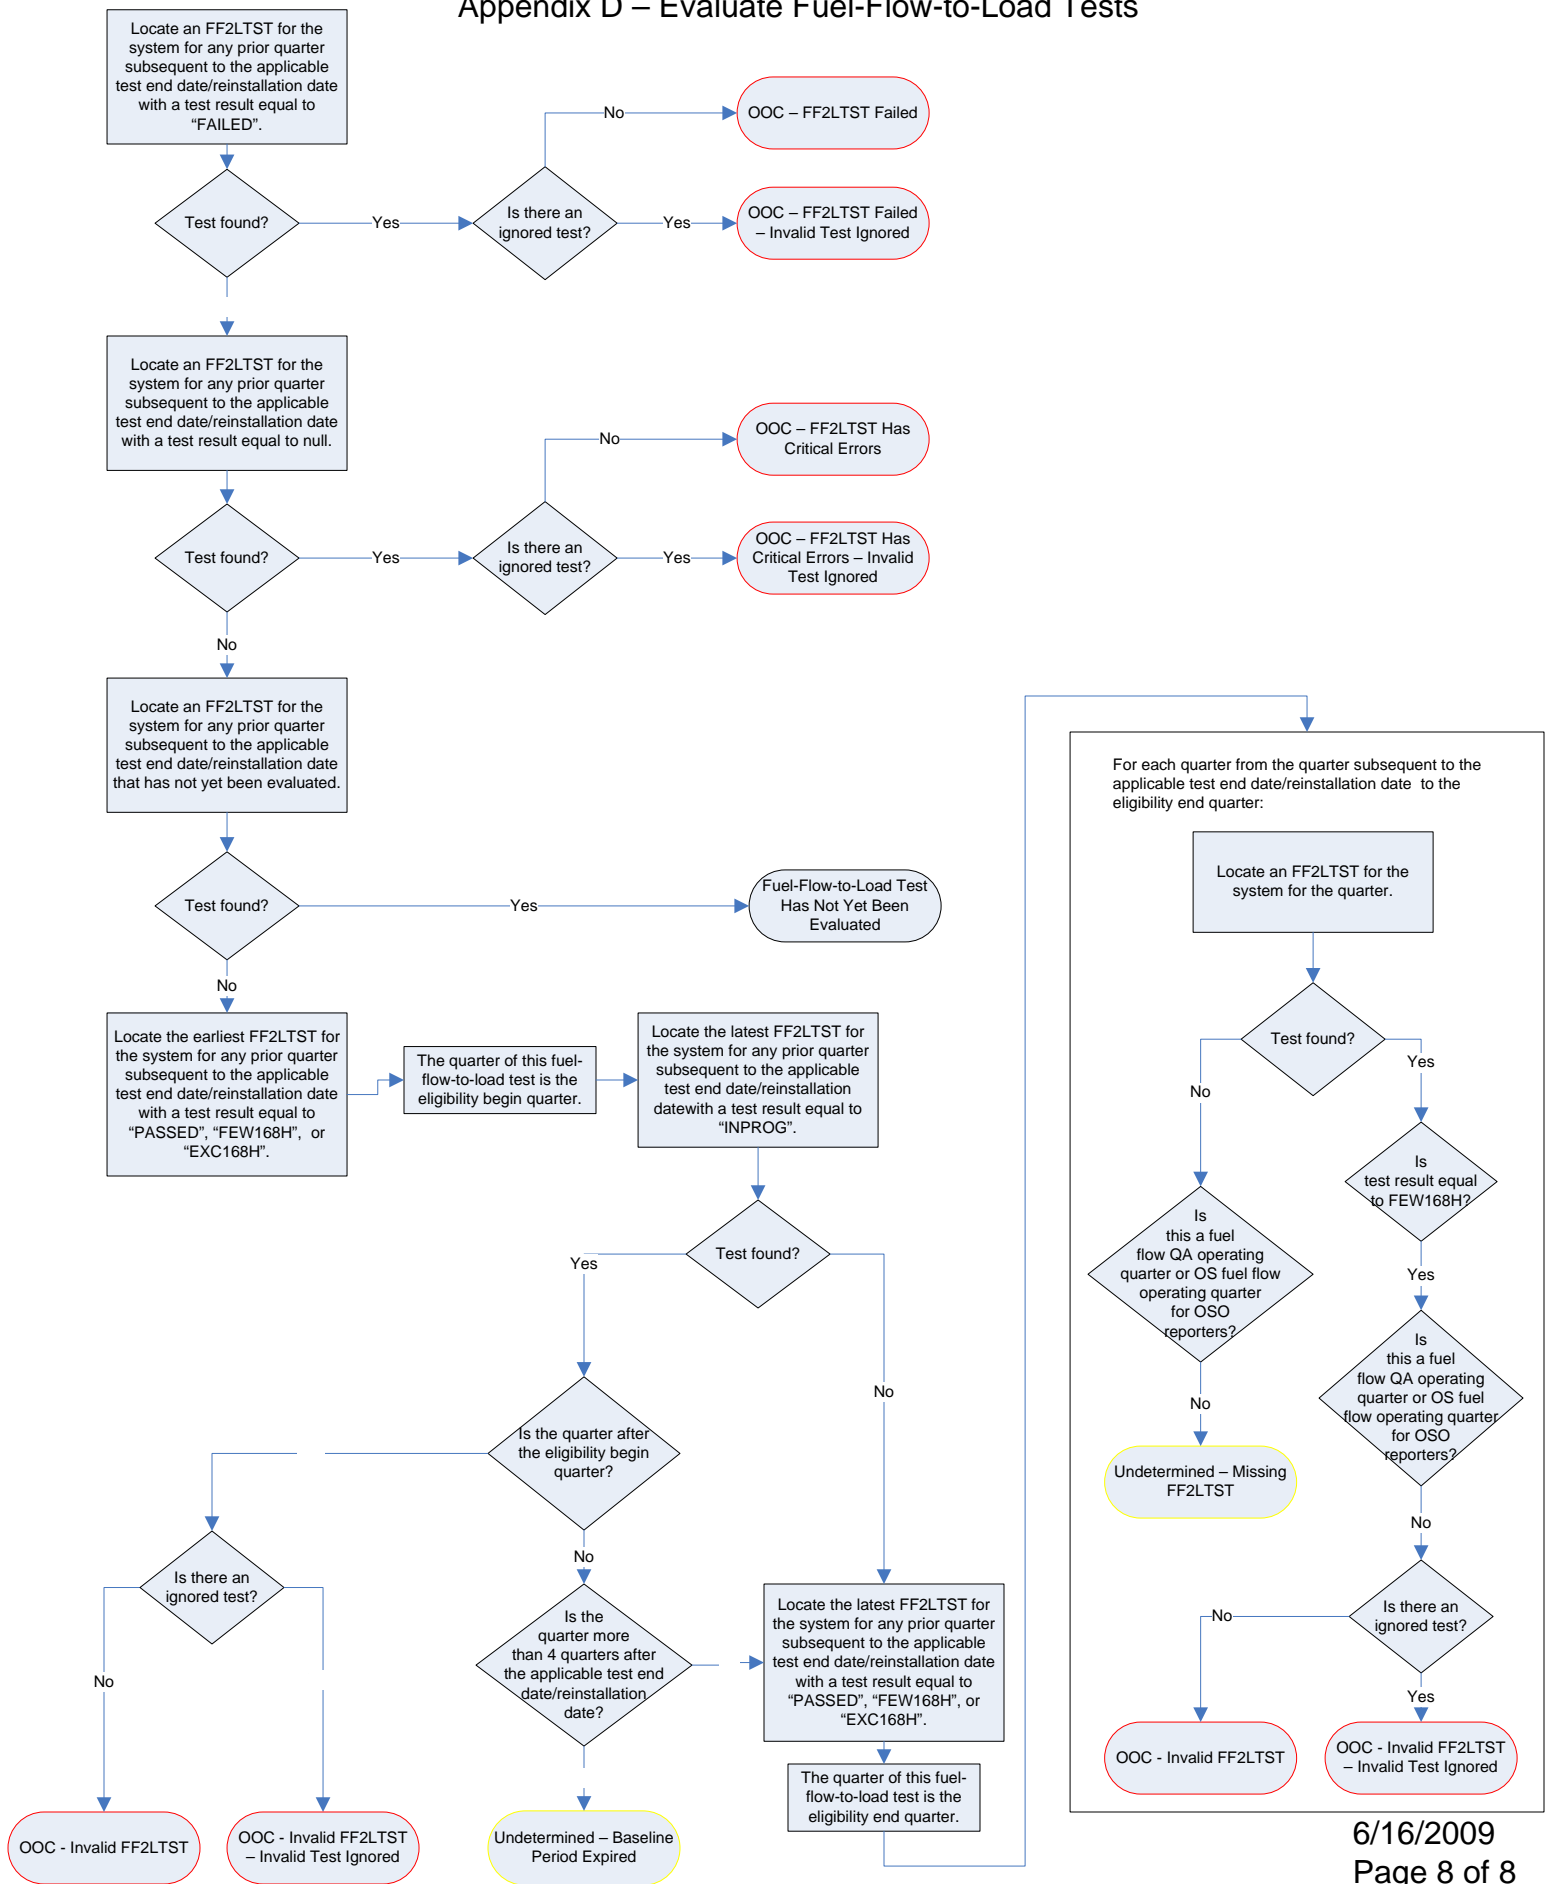 Appendix D – Evaluate Fuel-Flow-to-Load Tests
Locate an FF2LTST for the
system for any prior quarter
subsequent to the applicable
test end date/reinstallation date
with a test result equal to
“FAILED”.
No
OOC – FF2LTST Failed
Test found?
Yes
Is there an
ignored test?
Yes
OOC – FF2LTST Failed
– Invalid Test Ignored
Locate an FF2LTST for the
system for any prior quarter
subsequent to the applicable
test end date/reinstallation date
with a test result equal to null.
No
OOC – FF2LTST Has
Critical Errors
Test found?
Yes
Is there an
ignored test?
Yes
OOC – FF2LTST Has
Critical Errors – Invalid
Test Ignored
No
Locate an FF2LTST for the
system for any prior quarter
subsequent to the applicable
test end date/reinstallation date
that has not yet been evaluated.
Test found?
Yes
Fuel-Flow-to-Load Test
Has Not Yet Been
Evaluated
No
Locate the earliest FF2LTST for
the system for any prior quarter
subsequent to the applicable
test end date/reinstallation date
with a test result equal to
“PASSED”, “FEW168H”, or
“EXC168H”.
The quarter of this fuel-
flow-to-load test is the
eligibility begin quarter.
Locate the latest FF2LTST for
the system for any prior quarter
subsequent to the applicable
test end date/reinstallation
datewith a test result equal to
“INPROG”.
Test found?
Yes
No
Is the quarter after
the eligibility begin
quarter?
No
Is there an
ignored test?
No
Is the
quarter more
than 4 quarters after
the applicable test end
date/reinstallation
date?
Locate the latest FF2LTST for
the system for any prior quarter
subsequent to the applicable
test end date/reinstallation date
with a test result equal to
“PASSED”, “FEW168H”, or
“EXC168H”.
The quarter of this fuel-
flow-to-load test is the
eligibility end quarter.
OOC - Invalid FF2LTST
OOC - Invalid FF2LTST
– Invalid Test Ignored
Undetermined – Baseline
Period Expired
For each quarter from the quarter subsequent to the
applicable test end date/reinstallation date to the
eligibility end quarter:
Locate an FF2LTST for the
system for the quarter.
Test found?
No
Yes
Is
test result equal
to FEW168H?
Is
this a fuel
flow QA operating
quarter or OS fuel flow
operating quarter
for OSO
reporters?
Yes
Is
this a fuel
flow QA operating
quarter or OS fuel
flow operating quarter
for OSO
reporters?
No
Undetermined – Missing
FF2LTST
No
Is there an
ignored test?
No
Yes
OOC - Invalid FF2LTST
OOC - Invalid FF2LTST
– Invalid Test Ignored
6/16/2009
Page 8 of 8